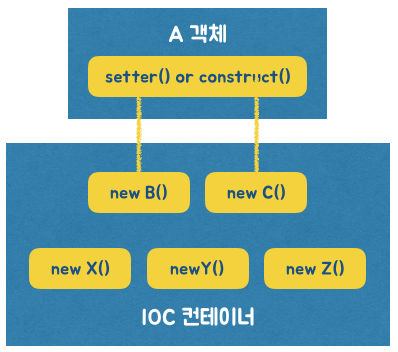 A 객체
setter() or construct()
new B()
new C()
new X()
newY()
new Z()
IOC 컨테이너